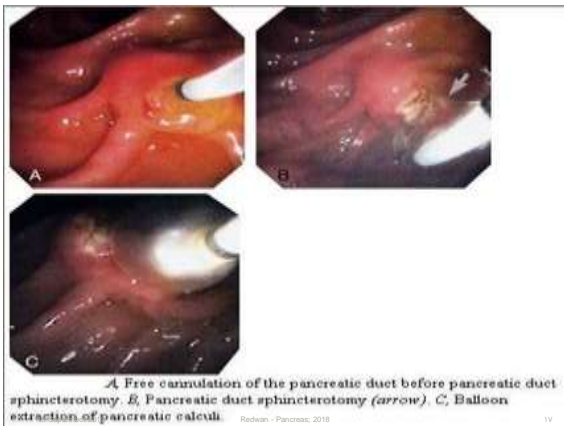 A
B
C
A, Free cannulation of the pancreatic duct before pancreatic duct
sphincterotomy. B, Pancreatic duct sphincterotomy (arrow). C, Balloon
extraction of pancreatic calculi.
Redwan - Pancreas, 2018